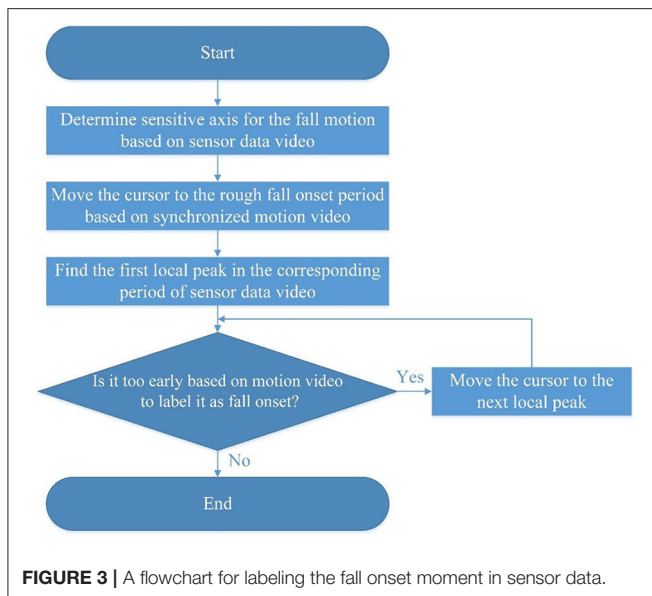 Start
Determine sensitive axis for the fall motion
based on sensor data video
Move the cursor to the rough fall onset period
based on synchronized motion video
Find the first local peak in the corresponding
period of sensor data video
Is it too early based on motion video
to label it as fall onset?
Yes
Move the cursor to the
next local peak
No
End
FIGURE 3 | A flowchart for labeling the fall onset moment in sensor data.